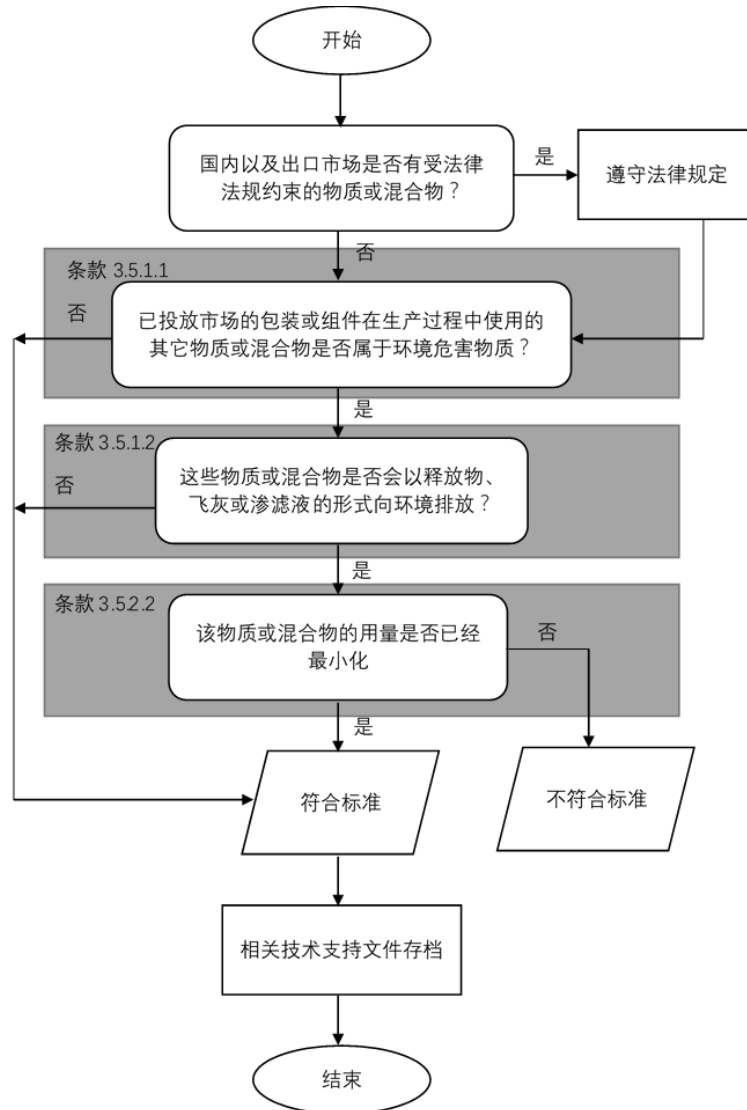 开始
国内以及出口市场是否有受法律
法规约束的物质或混合物？
是
遵守法律规定
否
条款 3.5.1.1
否
已投放市场的包装或组件在生产过程中使用的
其它物质或混合物是否属于环境危害物质？
是
条款 3.5.1.2
否
这些物质或混合物是否会以释放物、
飞灰或渗滤液的形式向环境排放？
是
条款 3.5.2.2
该物质或混合物的用量是否已经
最小化
否
是
符合标准
不符合标准
相关技术支持文件存档
结束